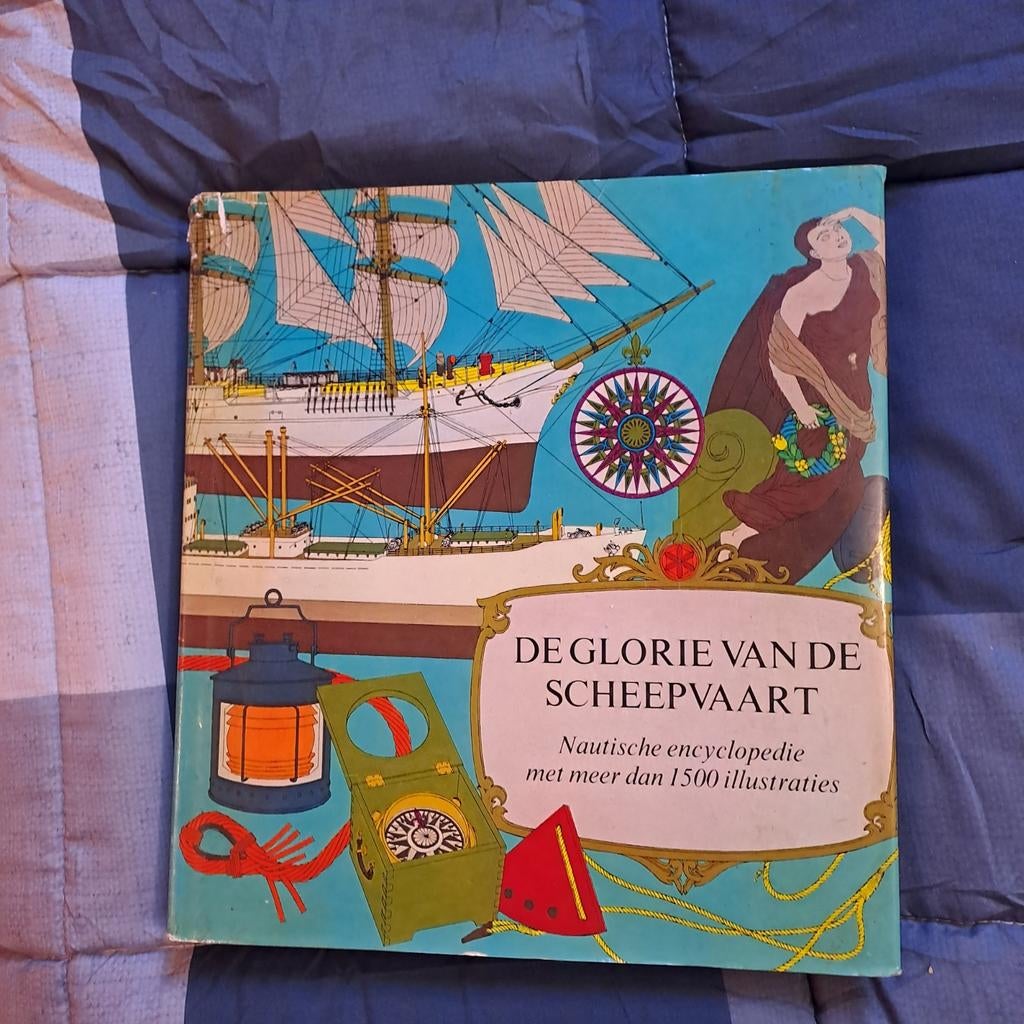 DE GLORIE VAN DE
SCHEEPVAART
Nautische encyclopedie
met meer dan 1500 illustraties